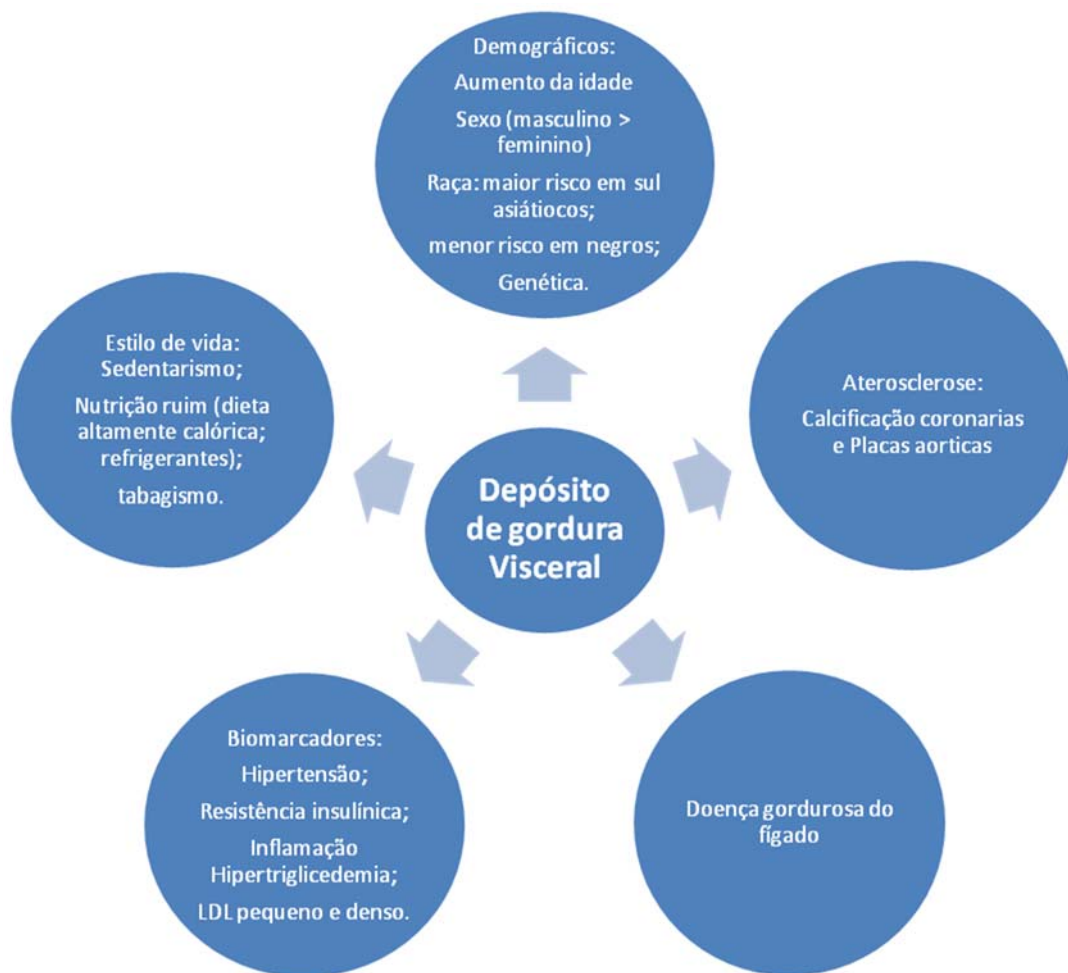 Demográficos:
Aumento da idade
Sexo (masculino >
feminino)
Raça: maior risco em sul
asiátiocos;
menor risco em negros;
Genética.
Estilo de vida:
Sedentarismo;
Nutrição ruim (dieta
altamente calórica;
refrigerantes);
tabagismo.
Aterosclerose:
Calcificação coronarias
e Placas aorticas
Depósito
de gordura
Visceral
Biomarcadores:
Hipertensão;
Resistência insulínica;
Inflamação
Hipertriglicedemia;
LDL pequeno e denso.
Doença gordurosa do
fígado